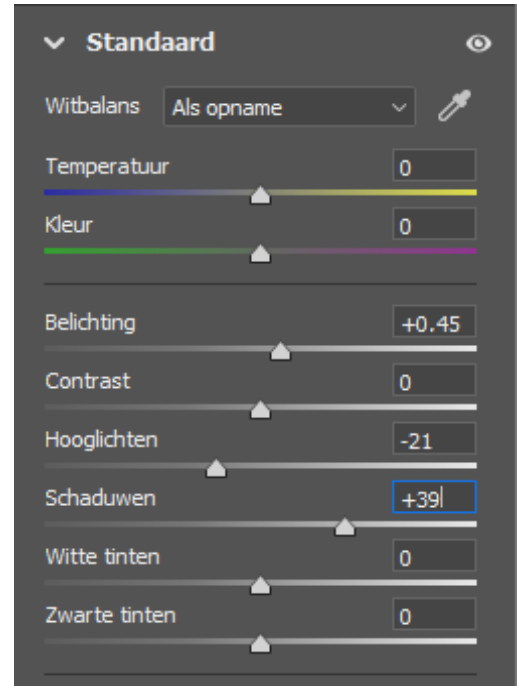 Standaard
Witbalans Als opname
Temperatuur 0
Kleur 0
Belichting +0.45
Contrast 0
Hooglichten -21
Schaduwen +39
Witte tinten 0
Zwarte tinten 0